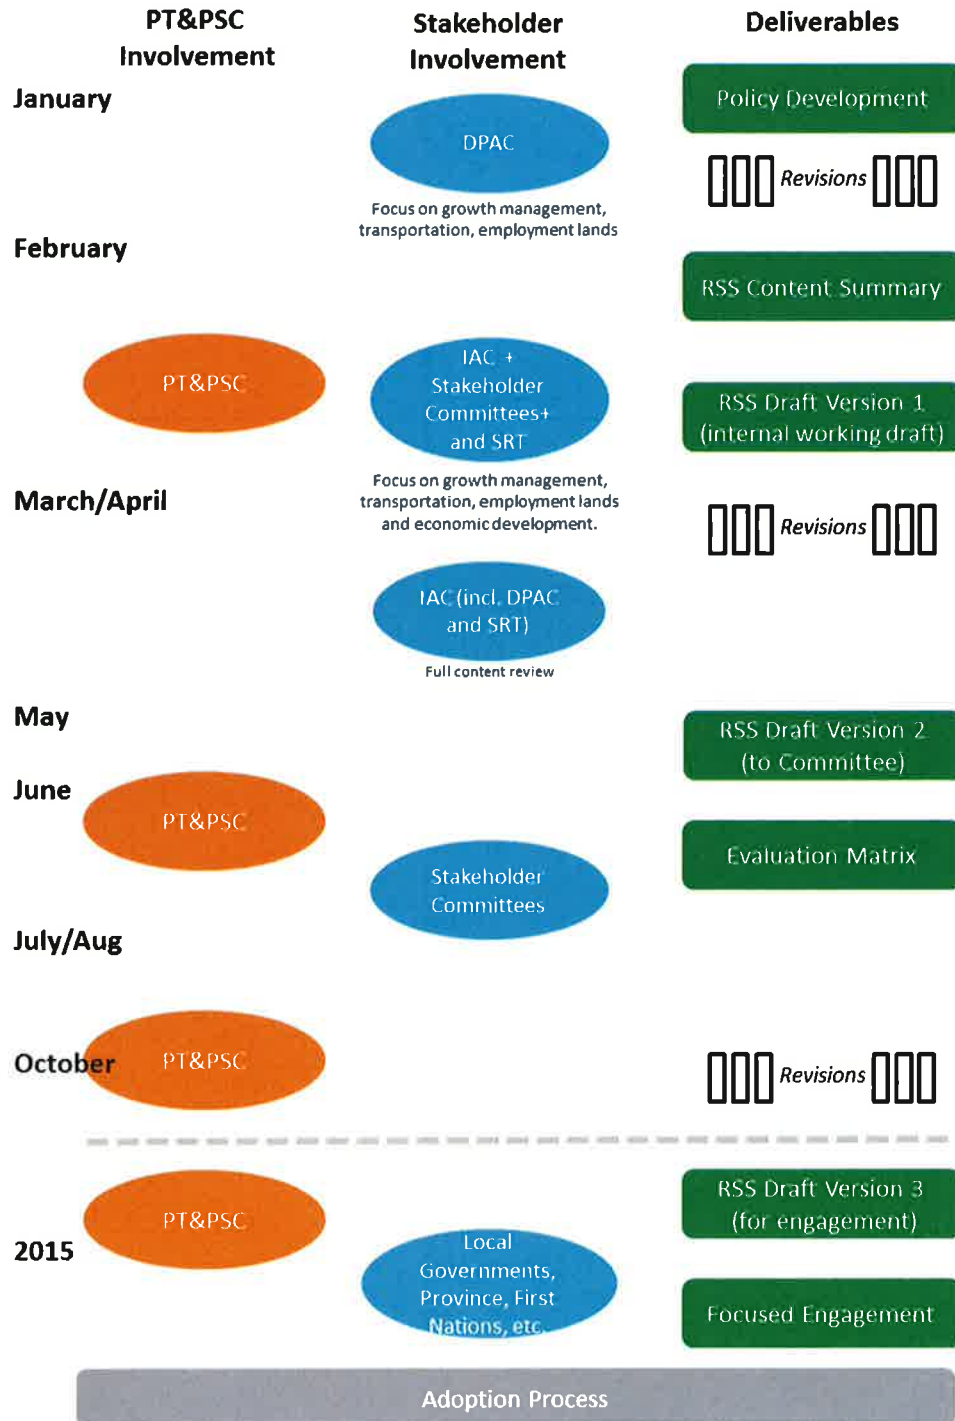 PT&PSC
Involvement
Stakeholder
Involvement
Deliverables
January
DPAC
Focus on growth management,
transportation, employment lands
Policy Development
Revisions
February
RSS Content Summary
PT&PSC
IAC +
Stakeholder
Committees+
and SRT
Focus on growth management,
transportation, employment lands
and economic development.
RSS Draft Version 1
(internal working draft)
March/April
Revisions
IAC (incl. DPAC
and SRT)
Full content review
May
RSS Draft Version 2
(to Committee)
June
PT&PSC
Stakeholder
Committees
Evaluation Matrix
July/Aug
October
PT&PSC
Revisions
2015
PT&PSC
Local
Governments,
Province, First
Nations, etc.
RSS Draft Version 3
(for engagement)
Focused Engagement
Adoption Process